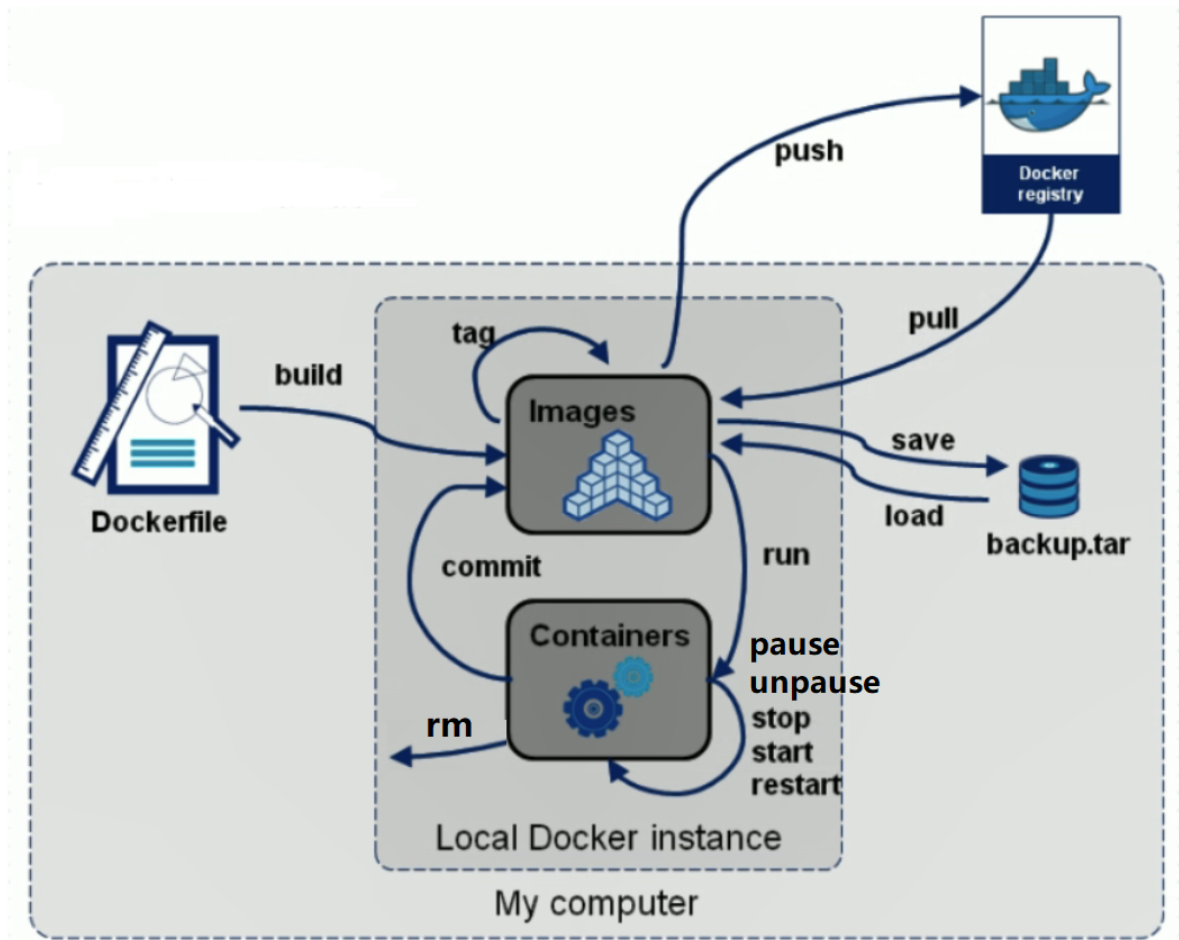 push
Docker
registry
pull
tag
build
Images
save
load
backup.tar
Dockerfile
commit
run
Containers
pause
unpause
stop
start
restart
rm
Local Docker instance
My computer